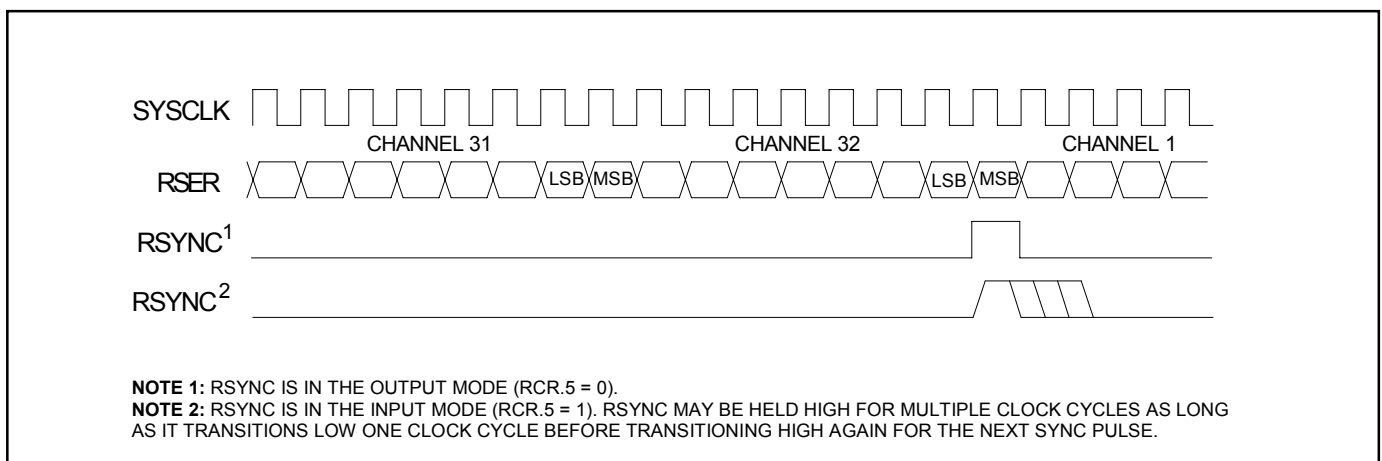 SYSCLK
CHANNEL 31 CHANNEL 32 CHANNEL 1
RSER LSB MSB LSB MSB
RSYNC1
RSYNC2
NOTE 1: RSYNC IS IN THE OUTPUT MODE (RCR.5 = 0).
NOTE 2: RSYNC IS IN THE INPUT MODE (RCR.5 = 1). RSYNC MAY BE HELD HIGH FOR MULTIPLE CLOCK CYCLES AS LONG
AS IT TRANSITIONS LOW ONE CLOCK CYCLE BEFORE TRANSITIONING HIGH AGAIN FOR THE NEXT SYNC PULSE.